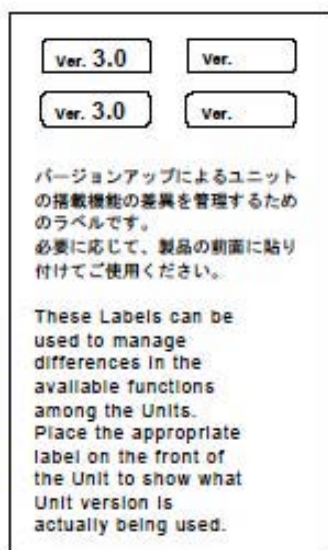 Ver. 3.0
Ver.
Ver. 3.0
Ver.
バージョンアップによるユニット
の搭載機能の差異を管理するため
のラベルです。
必要に応じて、製品の前面に貼り
付けてご使用ください。
These Labels can be
used to manage
differences in the
available functions
among the Units.
Place the appropriate
label on the front of
the Unit to show what
Unit version is
actually being used.